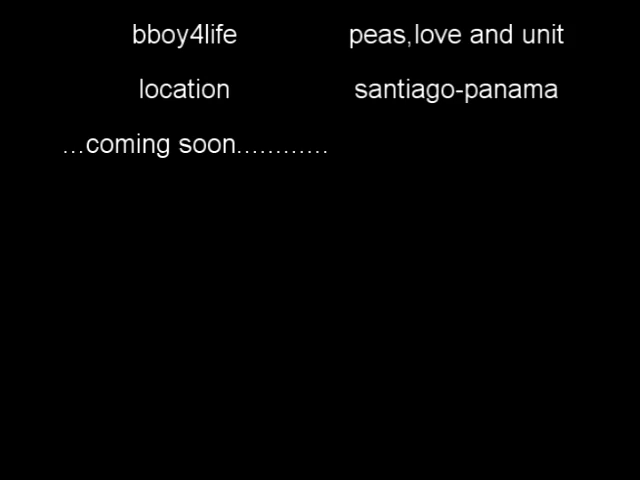 bboy4life peas,love and unit
location santiago-panama
...coming soon............